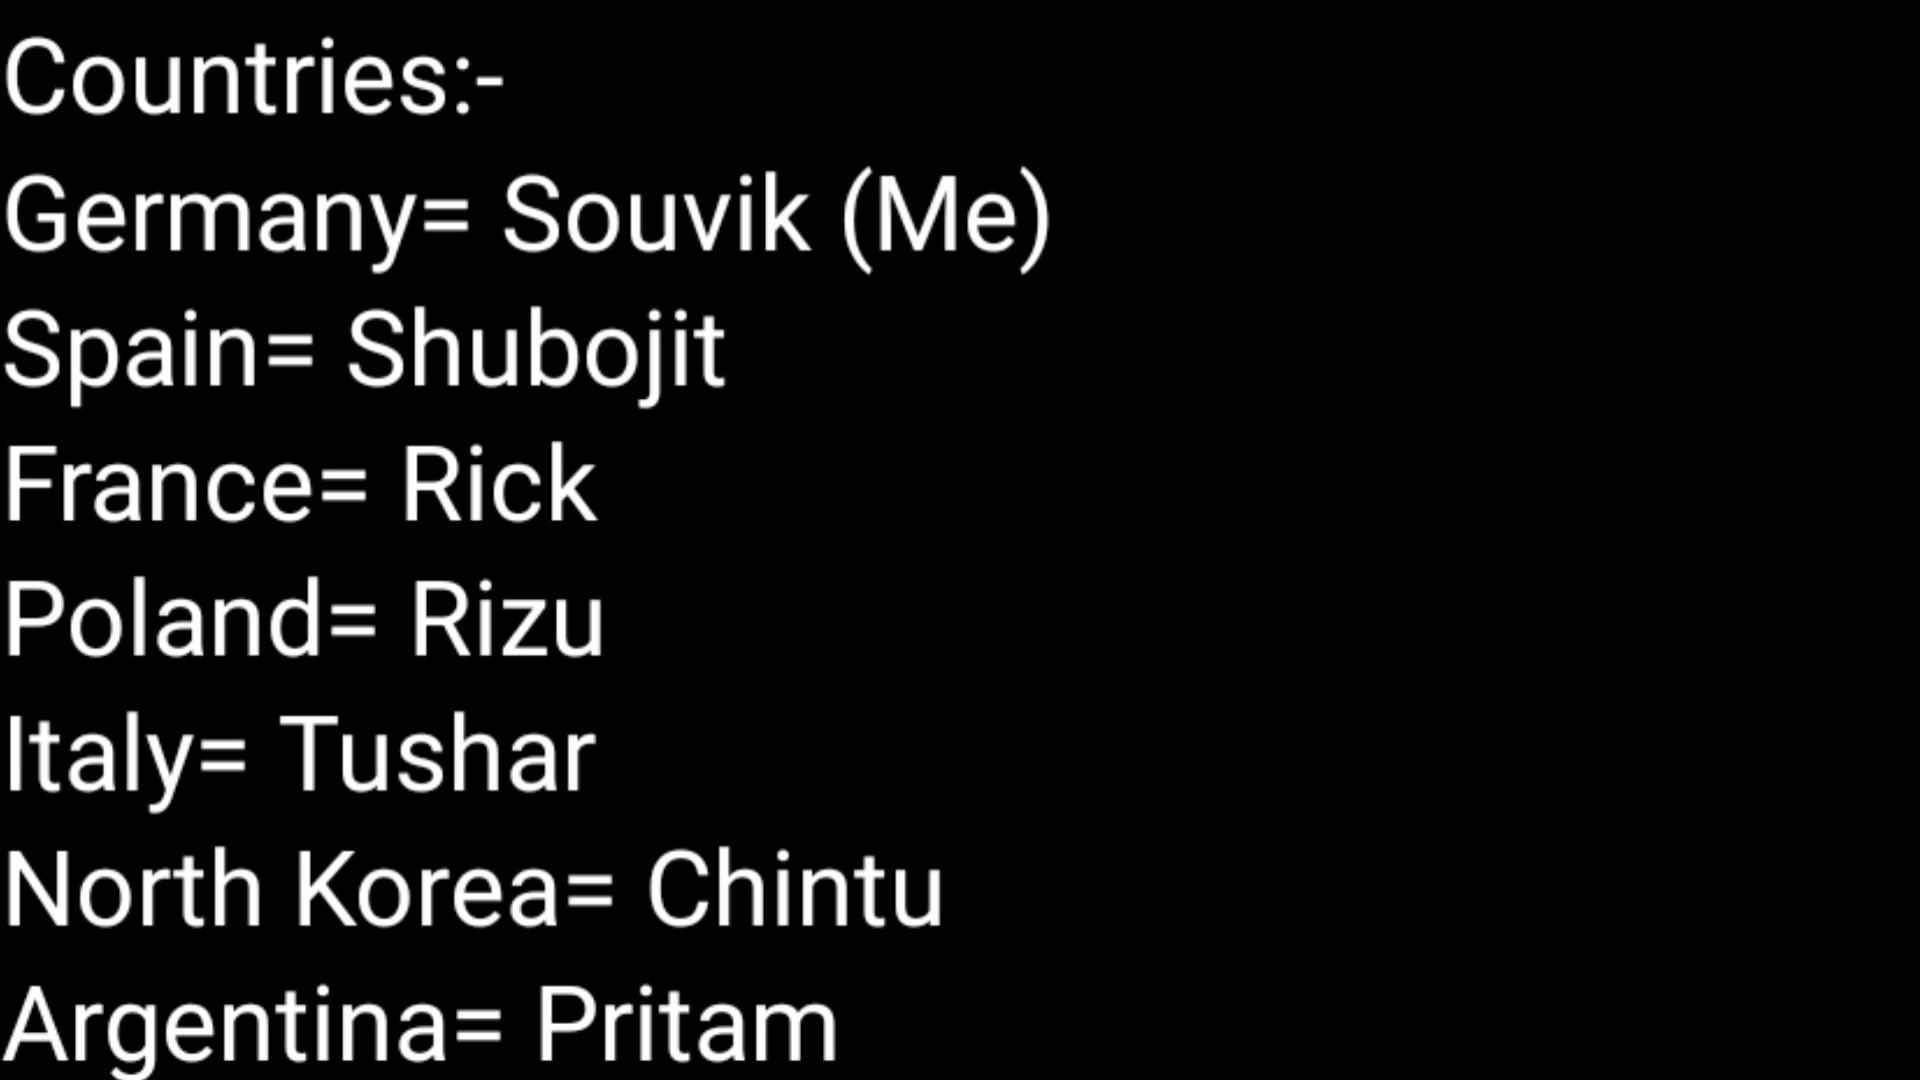 Countries:-
Germany= Souvik (Me)
Spain= Shubojit
France= Rick
Poland= Rizu
Italy= Tushar
North Korea= Chintu
Argentina= Pritam